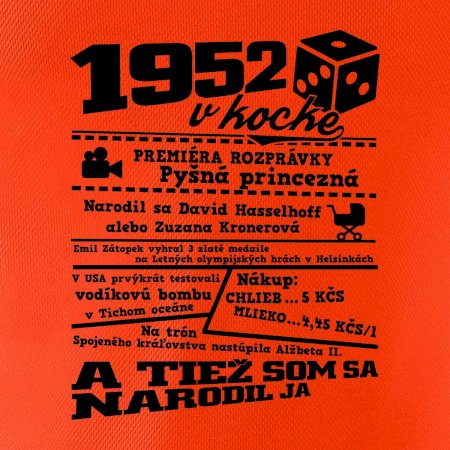 1952
v kocke
PREMIÉRA ROZPRÁVKY
Pyšná princezná
Narodil sa David Hasselhoff
alebo Zuzana Kronerová
Emil Zátopek vyhral 3 zlaté medaile
na Letných olympijských hrách v Helsinkách
V USA prvýkrát testovali
vodíkovú bombu
v Tichom oceáne
Nákup:
CHLIEB...5 KČS
MLIEKO...4,45 KČS/l
Na trón
Spojeného kráľovstva nastúpila Alžbeta II.
A TIEŽ SOM SA
NARODIL JA